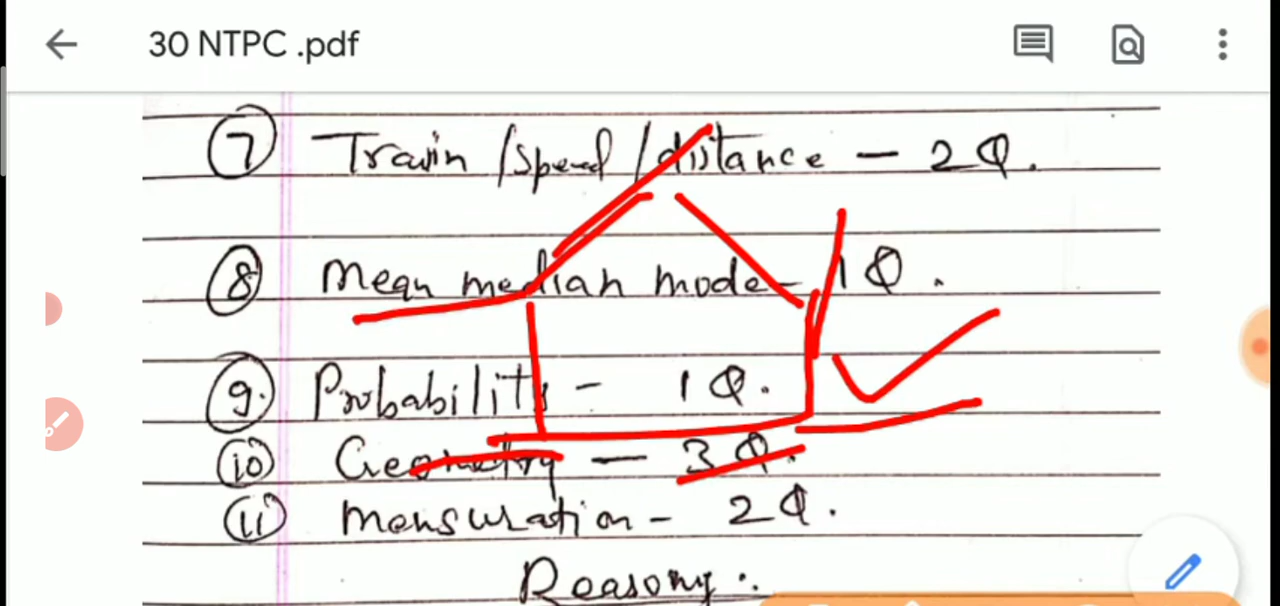 30 NTPC .pdf
7 Train /speed /distance - 2Q.
8 Mean median mode - 1Q.
9. Probability - 1Q.
10 Geometry - 3Q.
11 Mensuration - 2Q.
Reasong :.